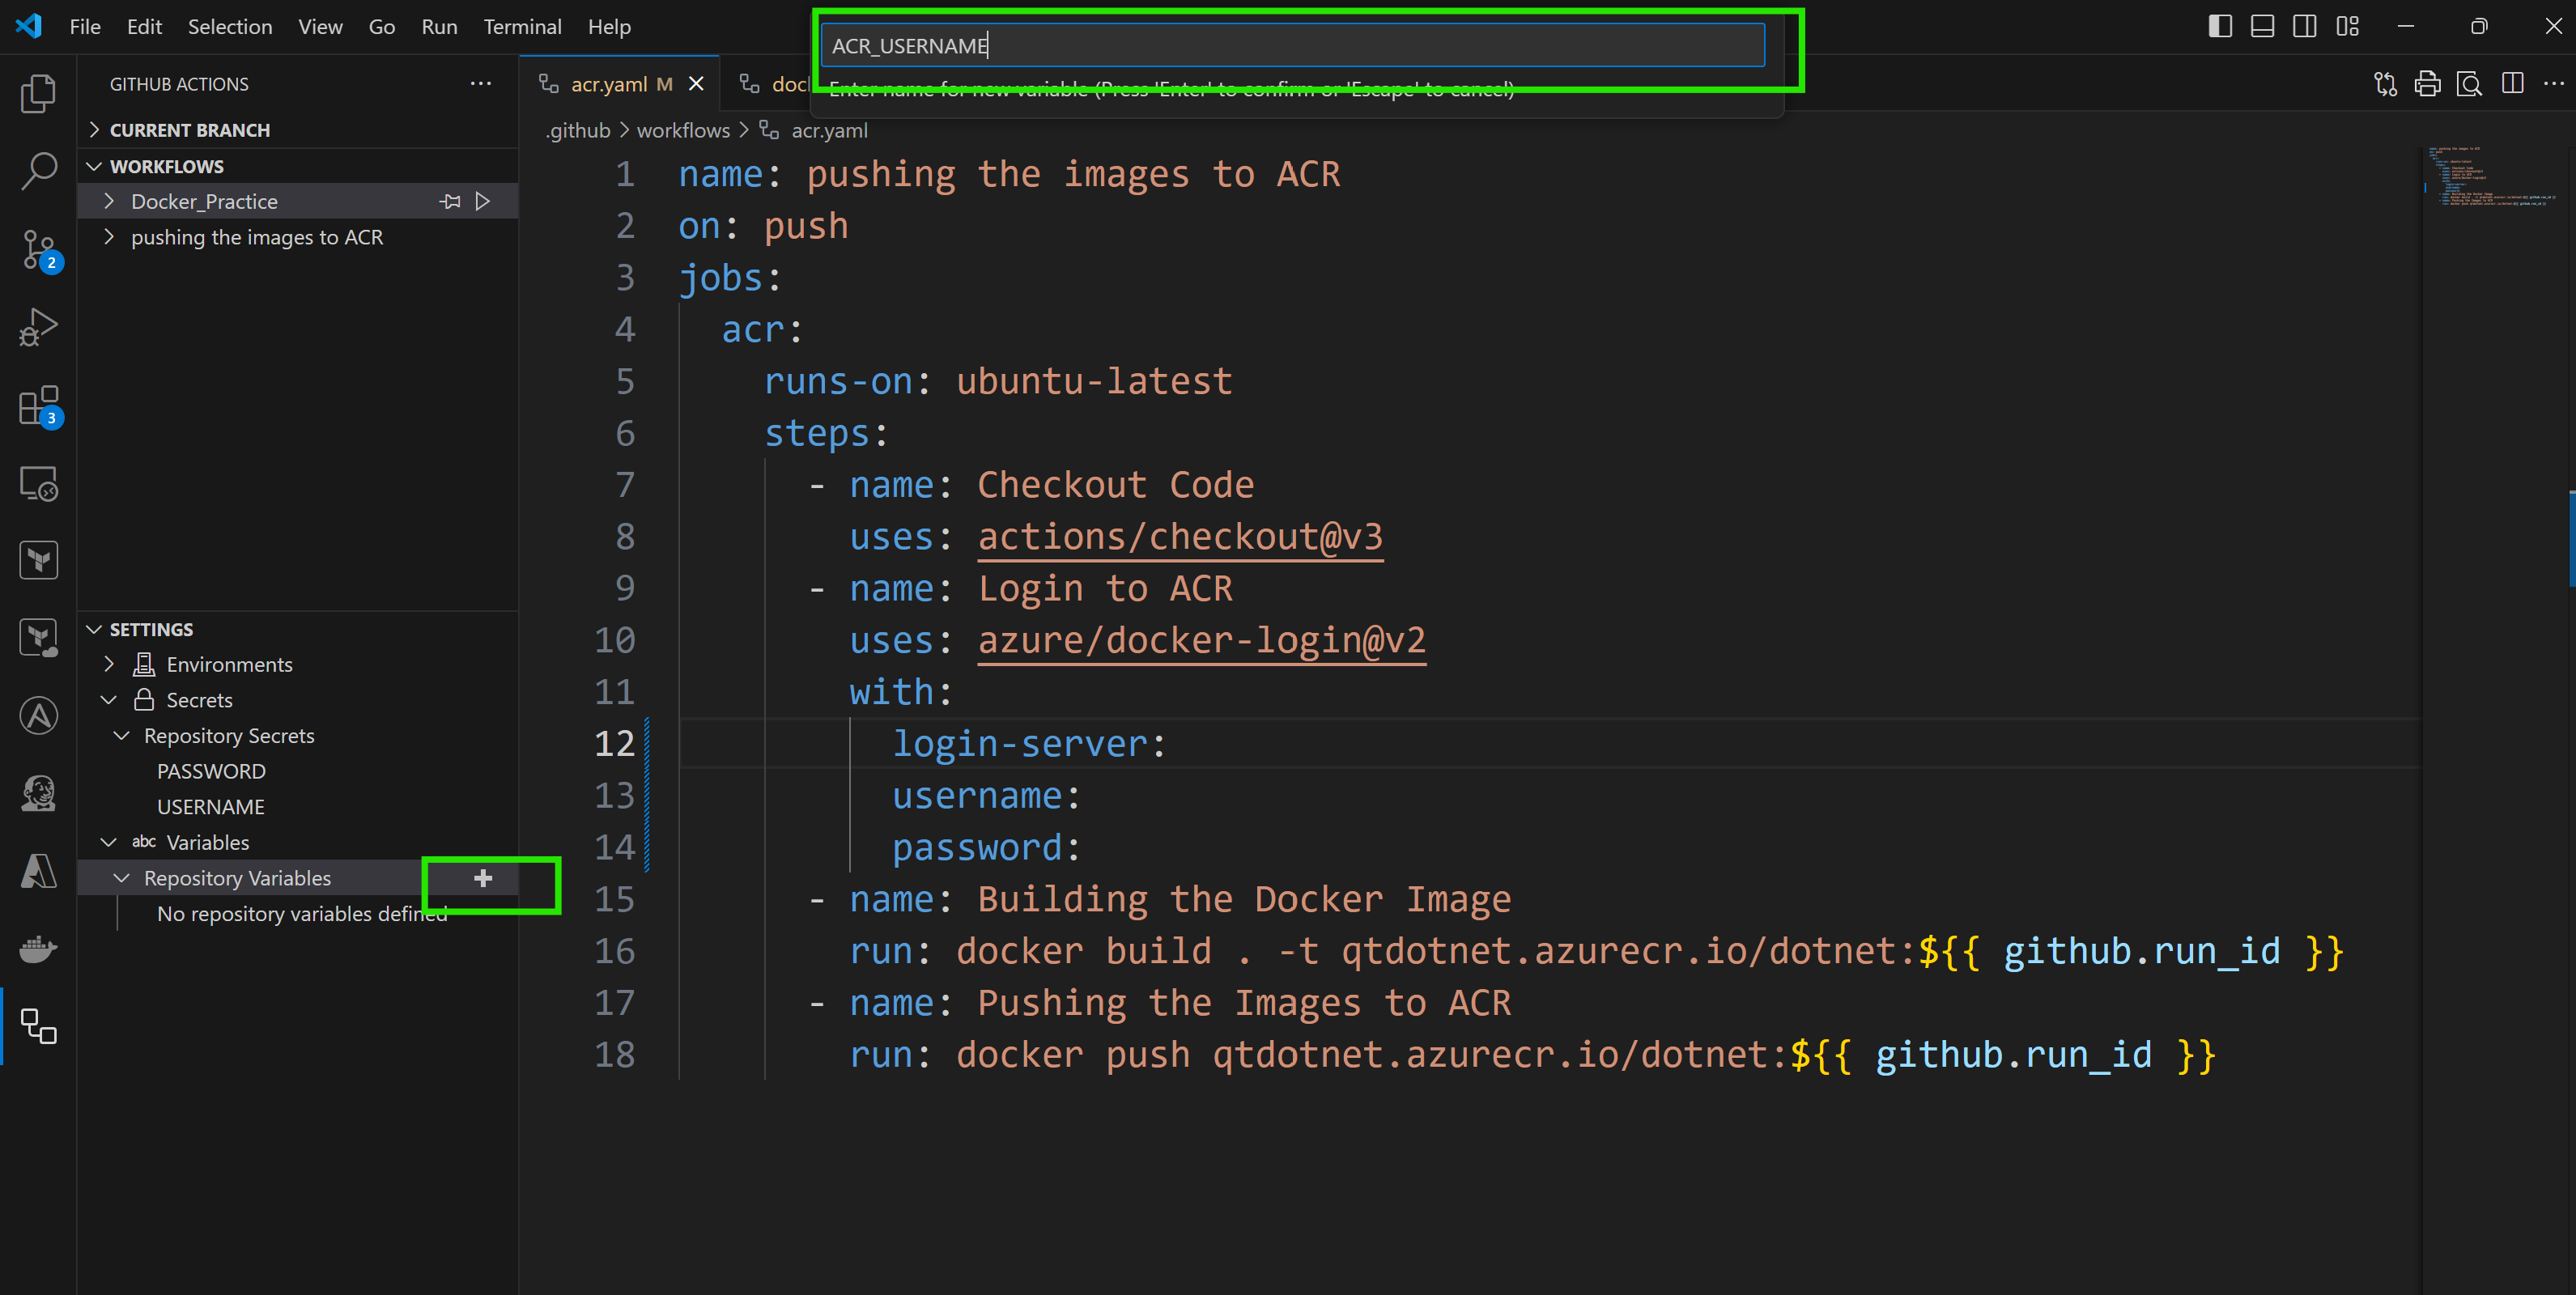 File Edit Selection View Go Run Terminal Help
ACR_USERNAME
Enter name for new variable (Press 'Enter' to confirm or 'Escape' to cancel)
GITHUB ACTIONS
acr.yaml M
doc
.github > workflows > acr.yaml
CURRENT BRANCH
WORKFLOWS
Docker_Practice
pushing the images to ACR
2
3
SETTINGS
Environments
Secrets
Repository Secrets
PASSWORD
USERNAME
abc Variables
Repository Variables
No repository variables defined
1 name: pushing the images to ACR
2 on: push
3 jobs:
4 acr:
5 runs-on: ubuntu-latest
6 steps:
7 - name: Checkout Code
8 uses: actions/checkout@v3
9 - name: Login to ACR
10 uses: azure/docker-login@v2
11 with:
12 login-server:
13 username:
14 password:
15 - name: Building the Docker Image
16 run: docker build . -t qtdotnet.azurecr.io/dotnet:${{ github.run_id }}
17 - name: Pushing the Images to ACR
18 run: docker push qtdotnet.azurecr.io/dotnet:${{ github.run_id }}